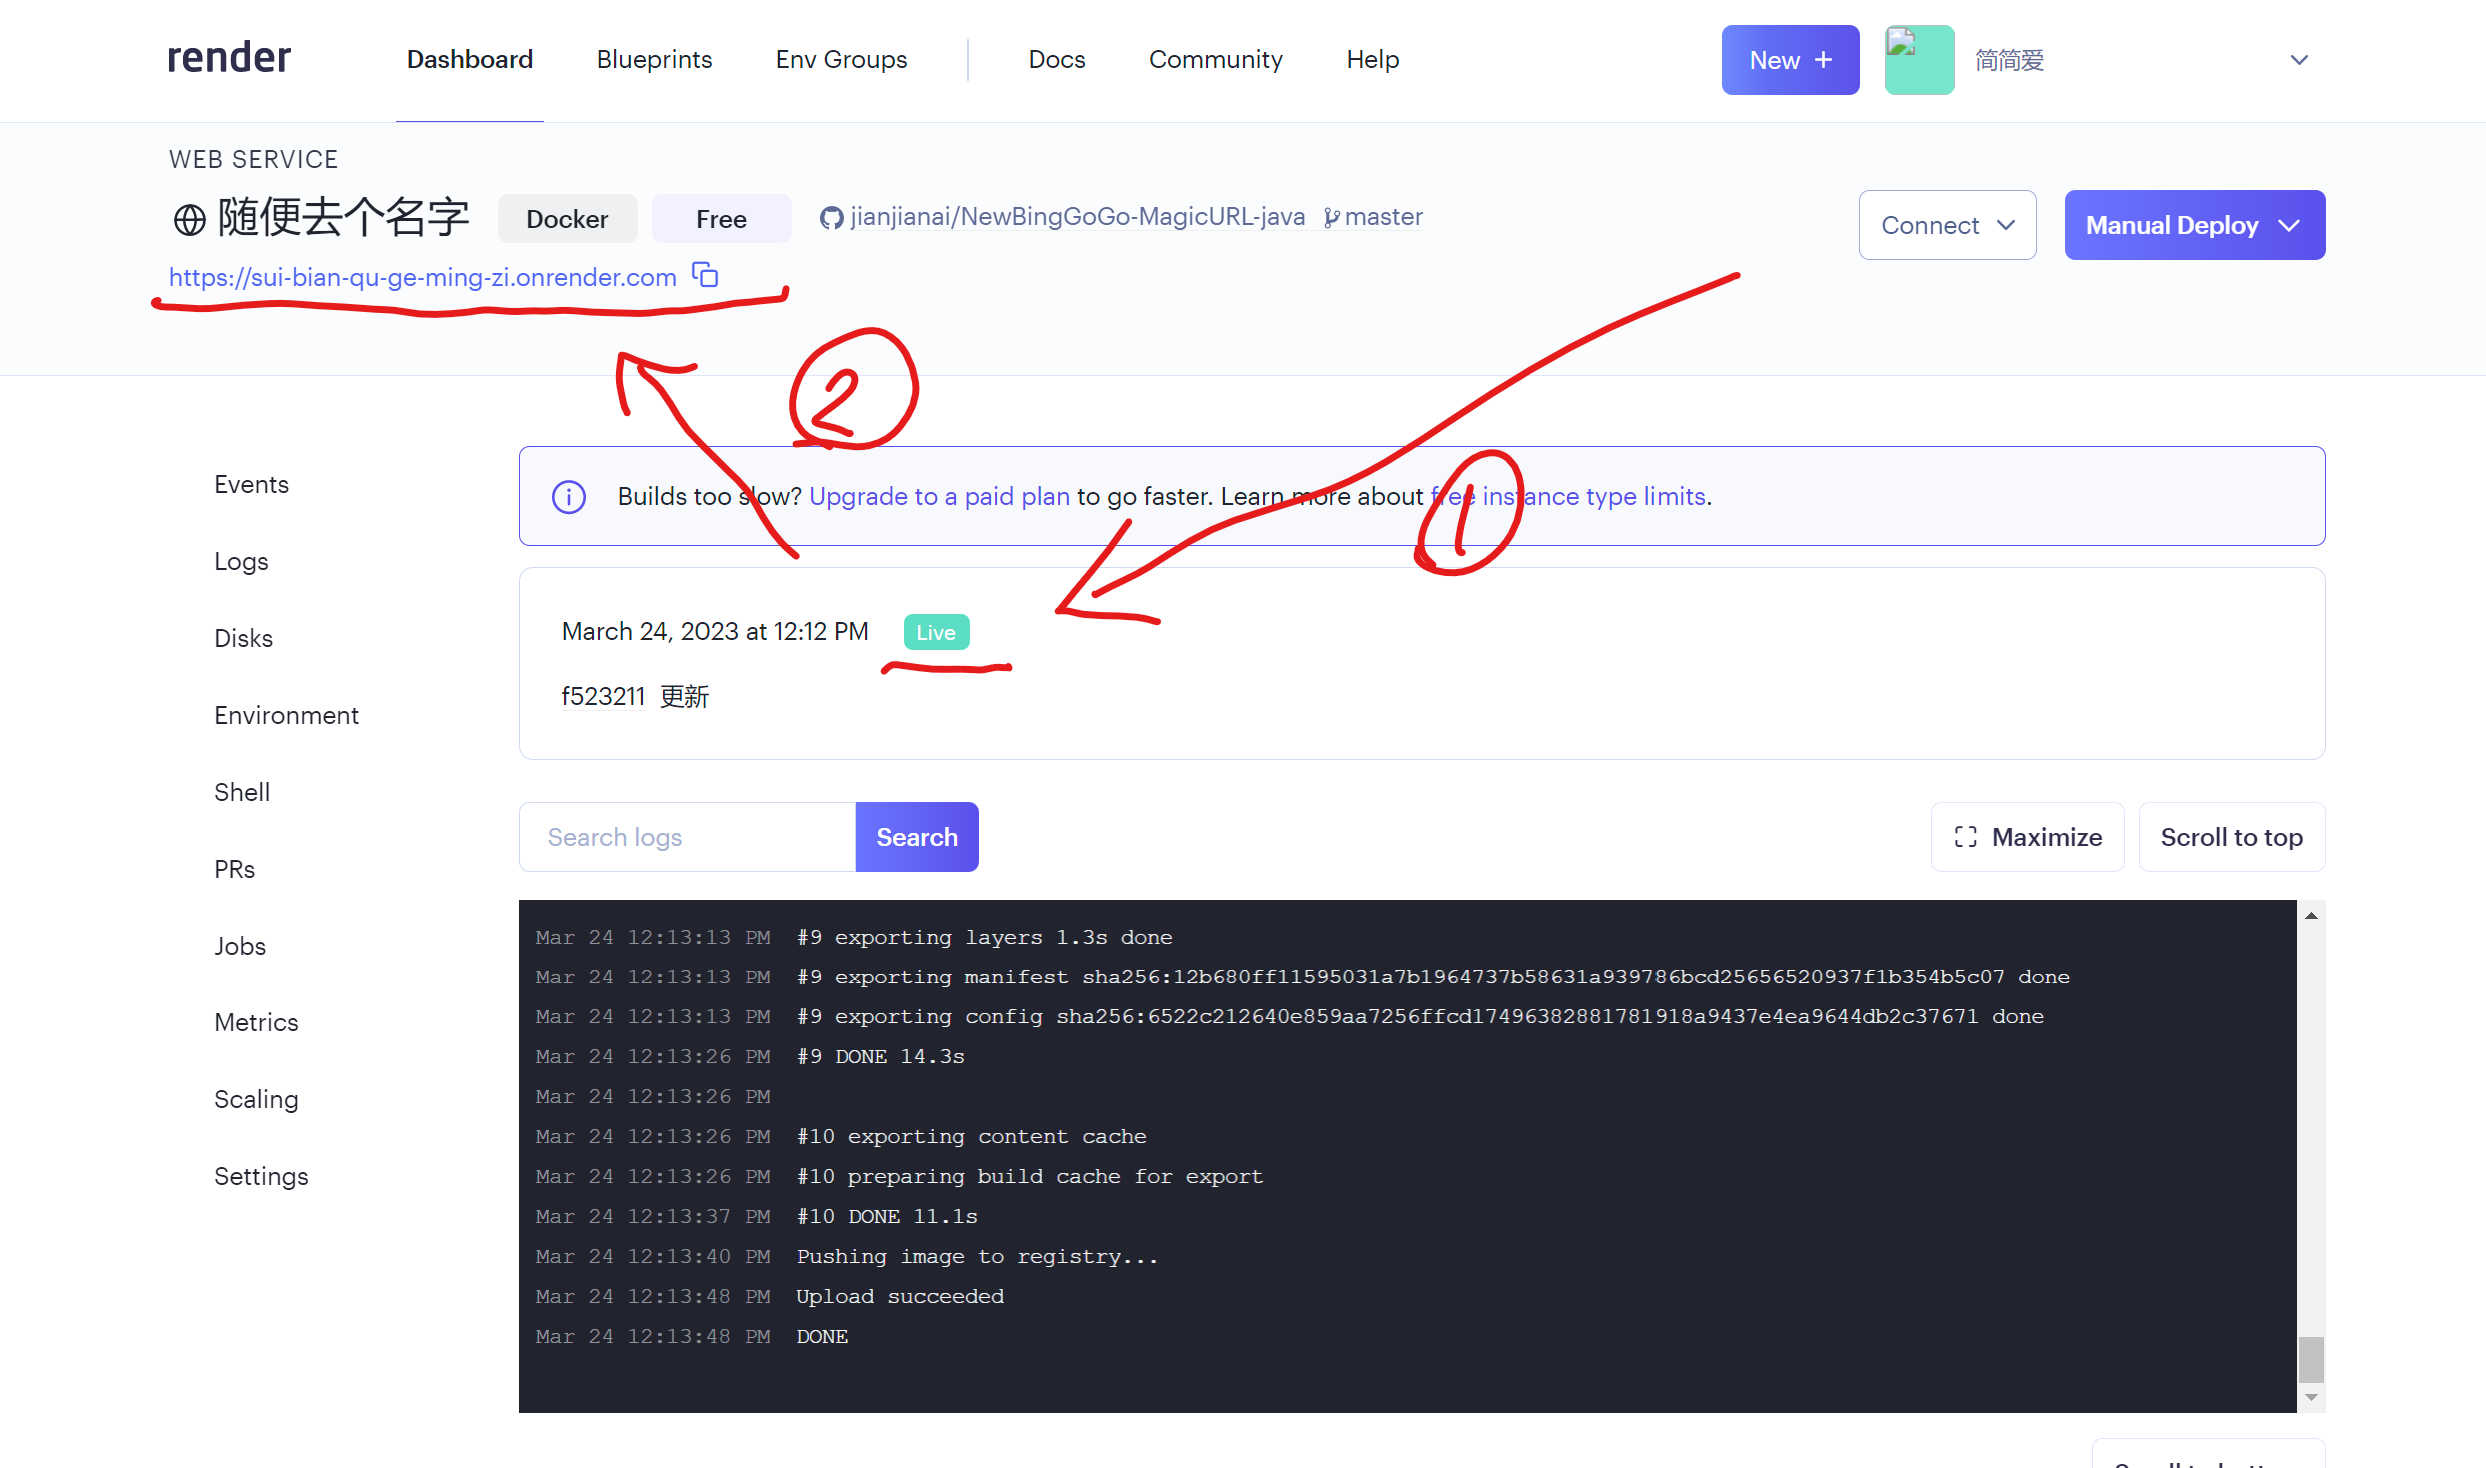 render Dashboard Blueprints Env Groups Docs Community Help New + 简简爱
WEB SERVICE
随便去个名字 Docker Free jianjianai/NewBingGoGo-MagicURL-java master Connect Manual Deploy
https://sui-bian-qu-ge-ming-zi.onrender.com
2
1
Events
Logs
Disks
Environment
Shell
PRs
Jobs
Metrics
Scaling
Settings
Builds too slow? Upgrade to a paid plan to go faster. Learn more about free instance type limits.
March 24, 2023 at 12:12 PM Live
f523211 更新
Search logs Search Maximize Scroll to top
Mar 24 12:13:13 PM #9 exporting layers 1.3s done
Mar 24 12:13:13 PM #9 exporting manifest sha256:12b680ff11595031a7b1964737b58631a939786bcd25656520937f1b354b5c07 done
Mar 24 12:13:13 PM #9 exporting config sha256:6522c212640e859aa7256ffcd17496382881781918a9437e4ea9644db2c37671 done
Mar 24 12:13:26 PM #9 DONE 14.3s
Mar 24 12:13:26 PM
Mar 24 12:13:26 PM #10 exporting content cache
Mar 24 12:13:26 PM #10 preparing build cache for export
Mar 24 12:13:37 PM #10 DONE 11.1s
Mar 24 12:13:40 PM Pushing image to registry...
Mar 24 12:13:48 PM Upload succeeded
Mar 24 12:13:48 PM DONE